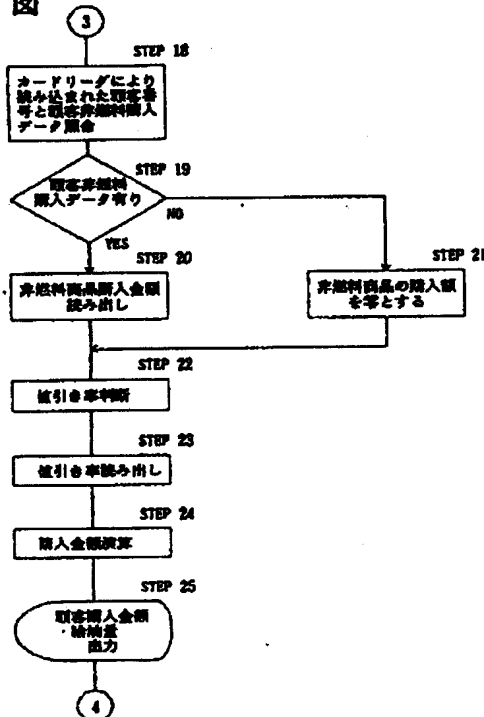 図
3
STEP 18
カードリーダにより
読み込まれた顧客番
号と顧客非燃料購入
データ照合
STEP 19
顧客非燃料
購入データ有り
NO
YES
STEP 20
非燃料商品購入金額
読み出し
STEP 21
非燃料商品の購入額
を零とする
STEP 22
値引き率判断
STEP 23
値引き率読み出し
STEP 24
購入金額演算
STEP 25
顧客購入金額
・給油量
出力
4